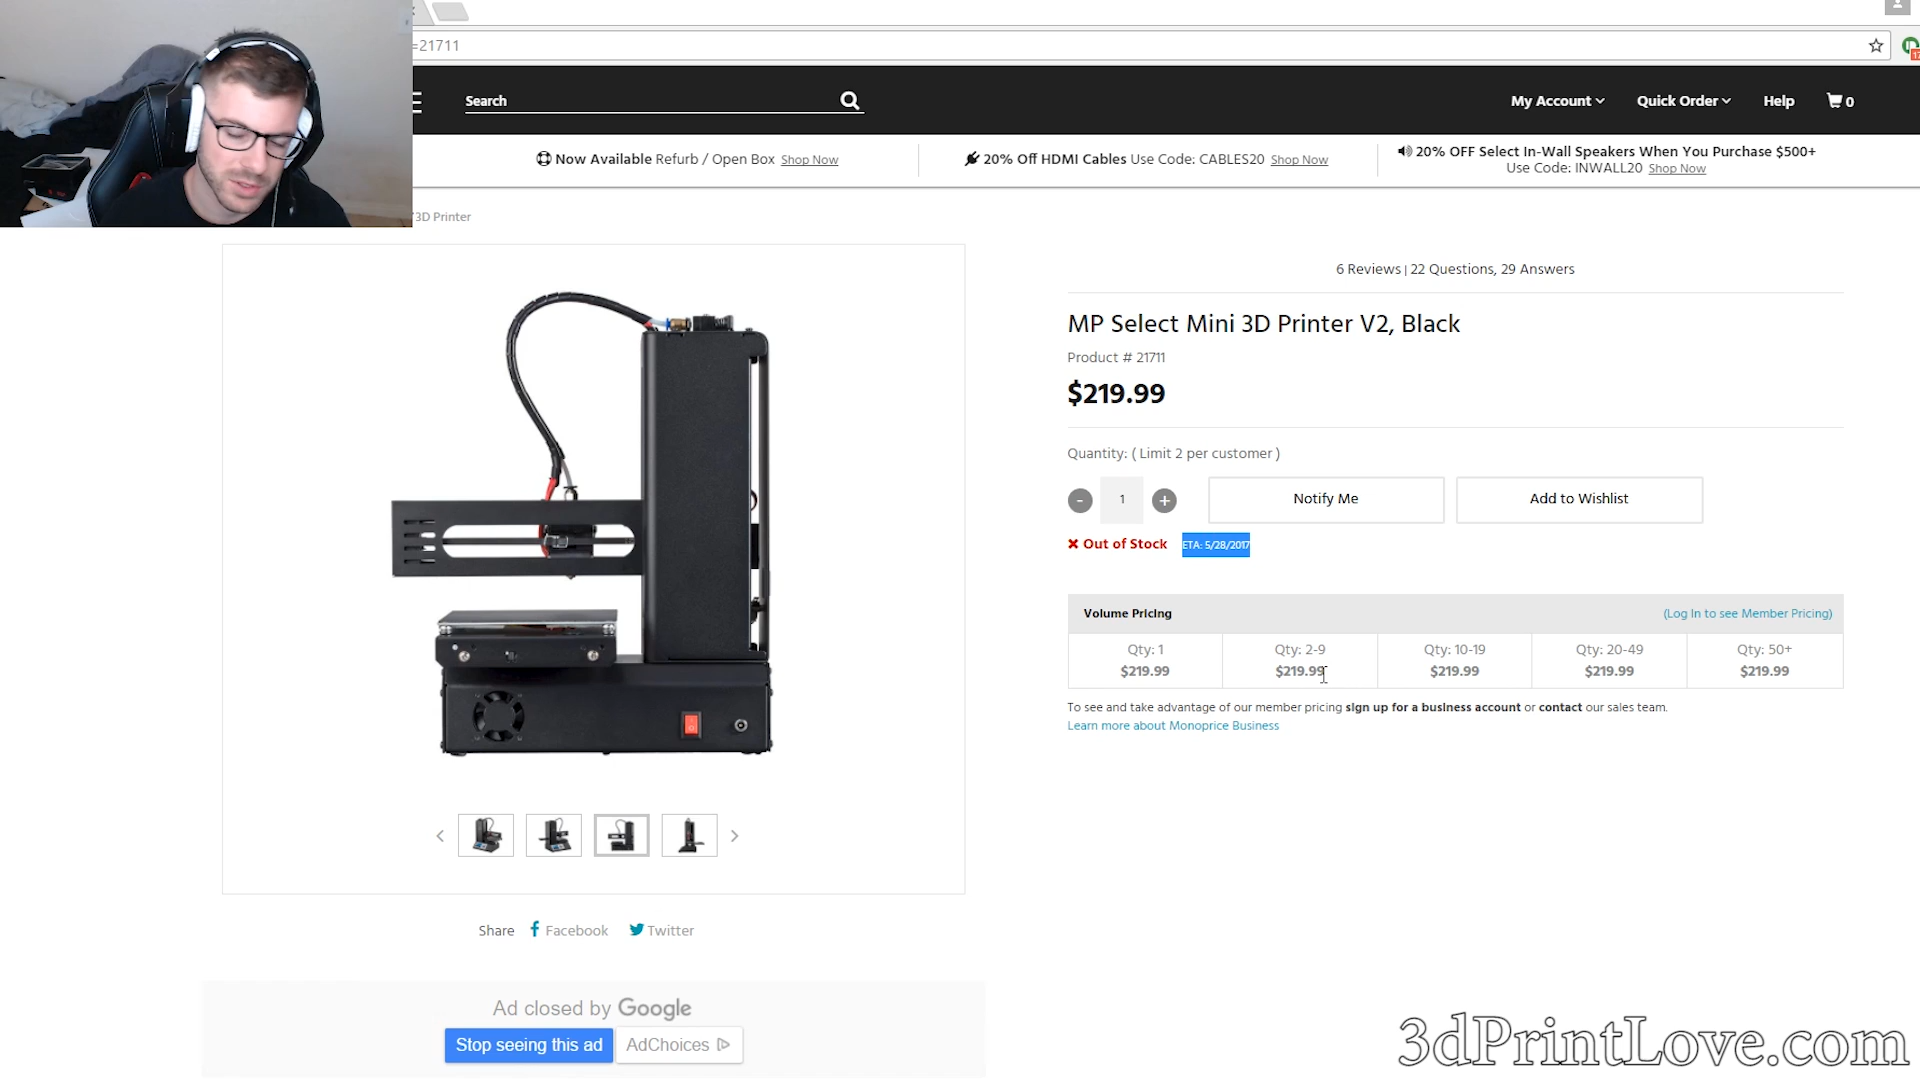 =21711
Search
My Account
Quick Order
Help
0
Now Available Refurb / Open Box Shop Now
20% Off HDMI Cables Use Code: CABLES20 Shop Now
20% OFF Select In-Wall Speakers When You Purchase $500+
Use Code: INWALL20 Shop Now
3D Printer
6 Reviews | 22 Questions, 29 Answers
MP Select Mini 3D Printer V2, Black
Product # 21711
$219.99
Quantity: ( Limit 2 per customer )
- 1 +
Notify Me
Add to Wishlist
Out of Stock ETA: 5/28/2017
Volume Pricing (Log In to see Member Pricing)
Qty: 1 Qty: 2-9 Qty: 10-19 Qty: 20-49 Qty: 50+
$219.99 $219.99 $219.99 $219.99 $219.99
To see and take advantage of our member pricing sign up for a business account or contact our sales team.
Learn more about Monoprice Business
Share Facebook Twitter
Ad closed by Google
Stop seeing this ad AdChoices
3dPrintLove.com